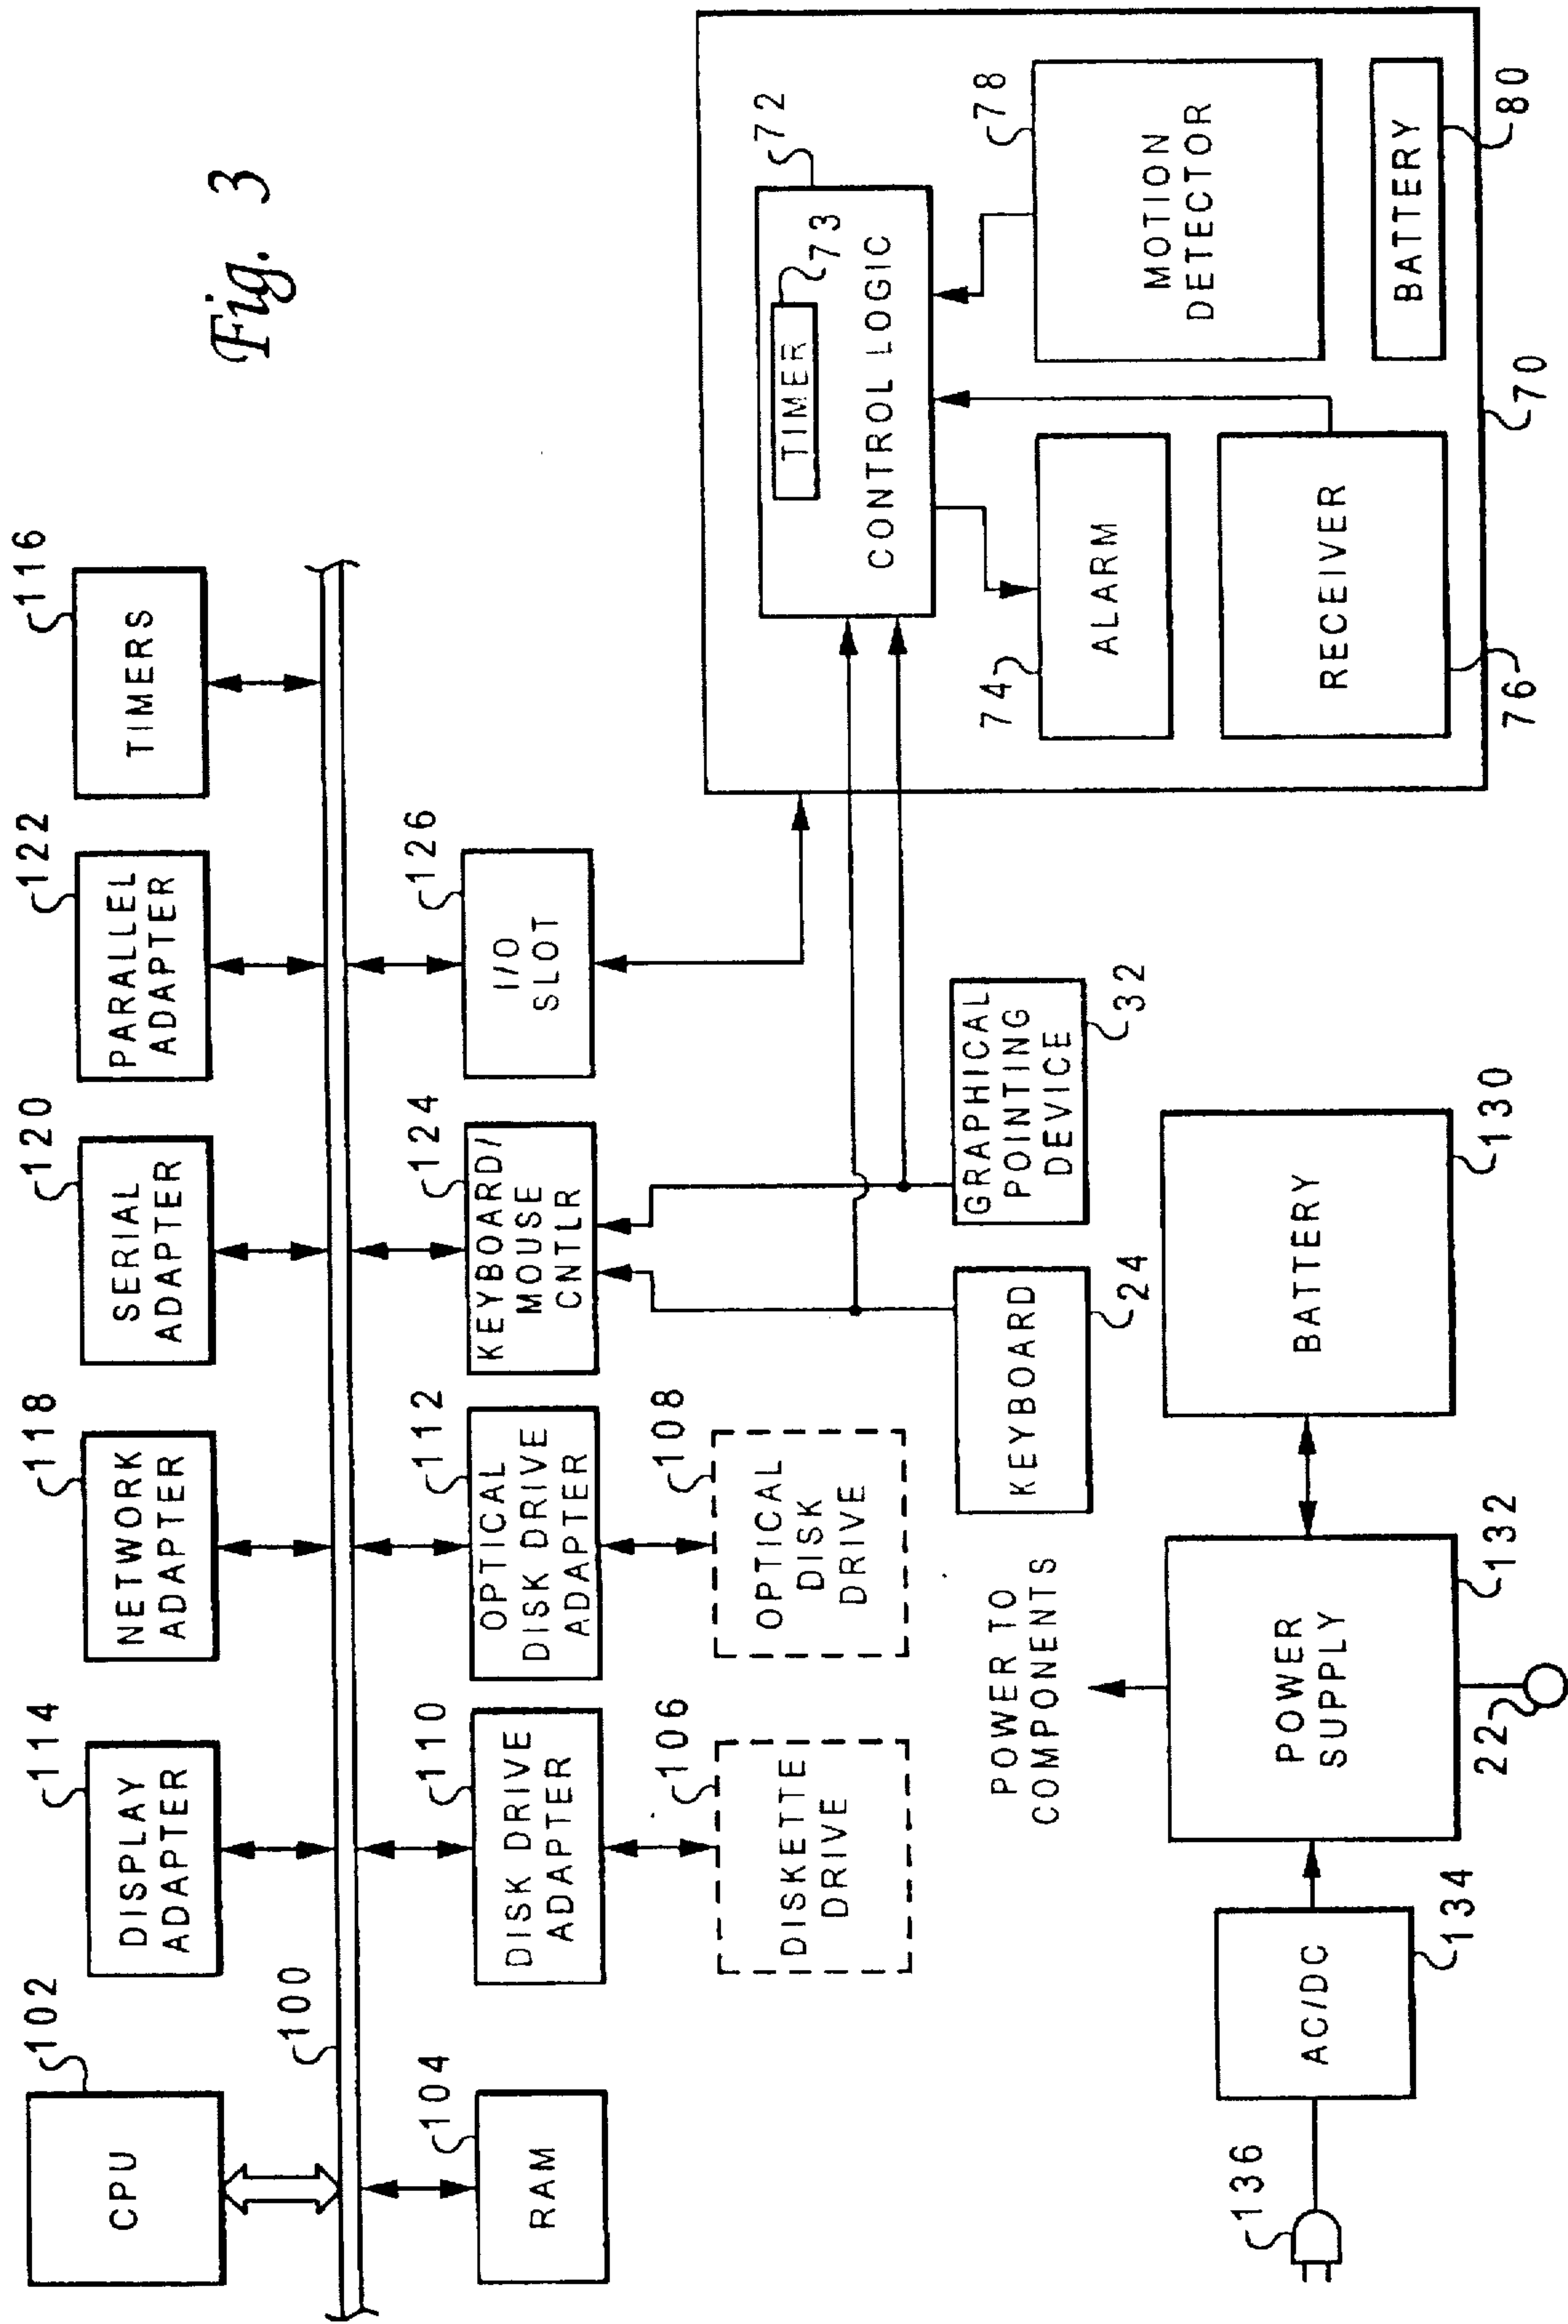 Fig. 3
102
CPU
114
DISPLAY
ADAPTER
118
NETWORK
ADAPTER
120
SERIAL
ADAPTER
122
PARALLEL
ADAPTER
116
TIMERS
100
104
RAM
110
DISK DRIVE
ADAPTER
112
OPTICAL
DISK DRIVE
ADAPTER
124
KEYBOARD/
MOUSE
CNTLR
126
I/O
SLOT
106
DISKETTE
DRIVE
108
OPTICAL
DISK
DRIVE
KEYBOARD
24
GRAPHICAL
POINTING
DEVICE
32
72
TIMER
73
CONTROL LOGIC
74
ALARM
78
MOTION
DETECTOR
RECEIVER
76
BATTERY
80
70
POWER TO
COMPONENTS
136
AC/DC
134
POWER
SUPPLY
132
22
BATTERY
130